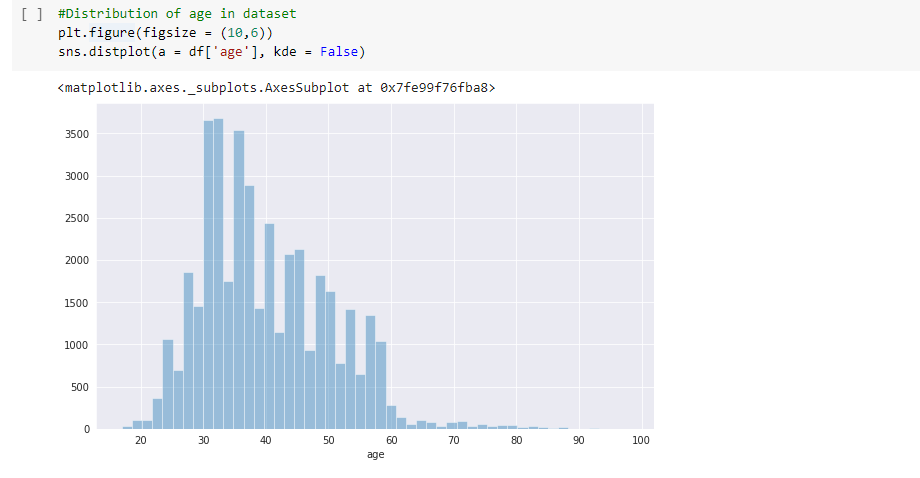 [ ] #Distribution of age in dataset
plt.figure(figsize = (10,6))
sns.distplot(a = df['age'], kde = False)
<matplotlib.axes._subplots.AxesSubplot at 0x7fe99f76fba8>
3500
3000
2500
2000
1500
1000
500
0
20 30 40 50 60 70 80 90 100
age